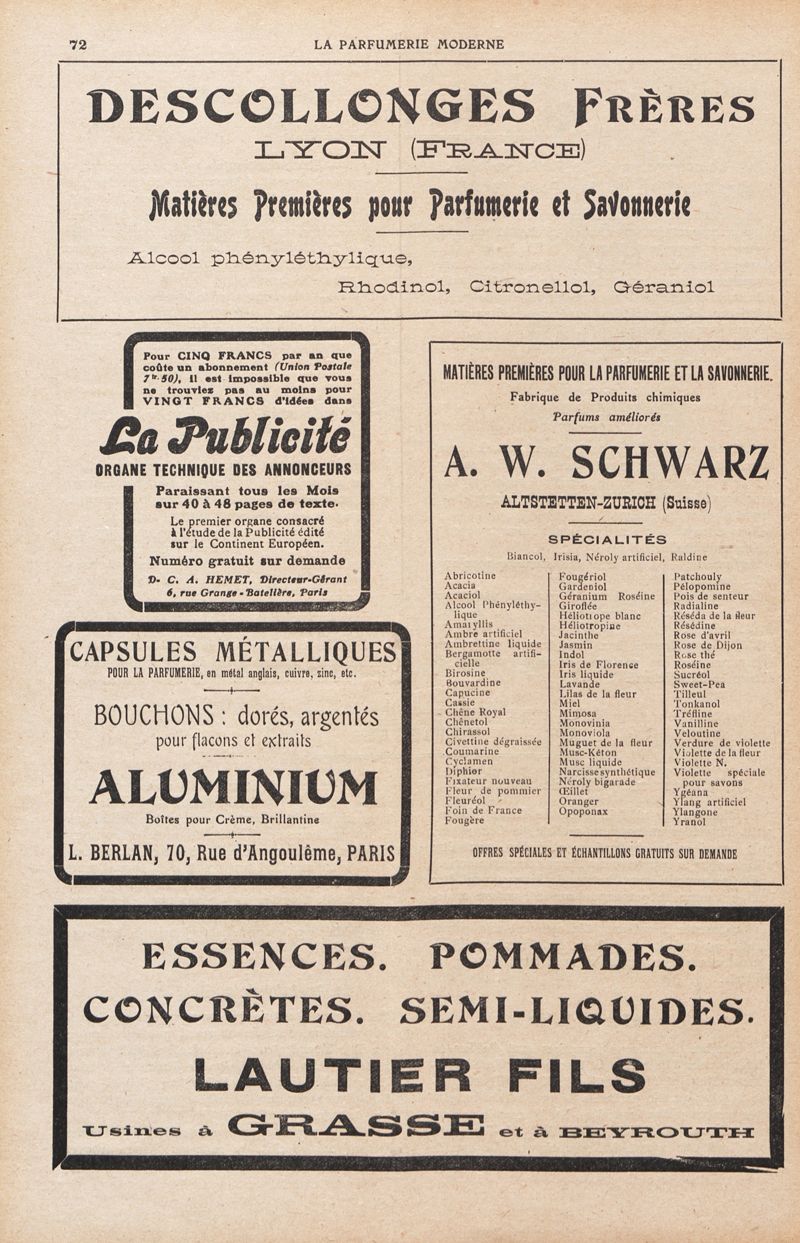 72
LA PARFUMERIE MODERNE
DESCOLLONGES FRÈRES
LYON (FRANCE)
Matières Premières pour Parfumerie et Savonnerie
Alcool phényléthylique,
Rhodinol, Citronellol, Géraniol
Pour CINQ FRANCS par an que
coûte un abonnement (Union Postale
7 fr. 50), il est impossible que vous
ne trouviez pas au moins pour
VINGT FRANCS d'idées dans
La Publicité
ORGANE TECHNIQUE DES ANNONCEURS
Paraissant tous les Mois
sur 40 à 48 pages de texte.
Le premier organe consacré
à l'étude de la Publicité édité
sur le Continent Européen.
Numéro gratuit sur demande
D. C. A. HEMET, Directeur-Gérant
6, rue Grange-Batelière, Paris
CAPSULES MÉTALLIQUES
POUR LA PARFUMERIE, en métal anglais, cuivre, zinc, etc.
BOUCHONS : dorés, argentés
pour flacons et extraits
ALUMINIUM
Boîtes pour Crème, Brillantine
L. BERLAN, 70, Rue d'Angoulême, PARIS
MATIÈRES PREMIÈRES POUR LA PARFUMERIE ET LA SAVONNERIE.
Fabrique de Produits chimiques
Parfums améliorés
A. W. SCHWARZ
ALTSTETTEN-ZURICH (Suisse)
SPÉCIALITÉS
Biancol, Irisia, Néroly artificiel, Raldine
Abricotine
Acacia
Acaciol
Alcool Phényléthy-
lique
Amaryllis
Ambre artificiel
Ambrettine liquide
Bergamotte artifi-
cielle
Birosine
Bouvardine
Capucine
Cassie
Chêne Royal
Chênetol
Chirassol
Civettine dégraissée
Coumarine
Cyclamen
Diphior
Fixateur nouveau
Fleur de pommier
Fleuréol
Foin de France
Fougère
Fougériol
Gardeniol
Géranium Roséine
Giroflée
Héliotrope blanc
Héliotropine
Jacinthe
Jasmin
Indol
Iris de Florence
Iris liquide
Lavande
Lilas de la fleur
Miel
Mimosa
Monovinia
Monoviola
Muguet de la fleur
Musc-Kéton
Musc liquide
Narcisse synthétique
Néroly bigarade
Œillet
Oranger
Opoponax
Patchouly
Pélopomine
Pois de senteur
Radialine
Réséda de la fleur
Résédine
Rose d'avril
Rose de Dijon
Rose thé
Roséine
Sucréol
Sweet-Pea
Tilleul
Tonkanol
Tréfline
Vanilline
Veloutine
Verdure de violette
Violette de la fleur
Violette N.
Violette spéciale
pour savons
Ygéana
Ylang artificiel
Ylangone
Yranol
OFFRES SPÉCIALES ET ÉCHANTILLONS GRATUITS SUR DEMANDE
ESSENCES. POMMADES.
CONCRÈTES. SEMI-LIQUIDES.
LAUTIER FILS
Usines à GRASSE et à BEYROUTH